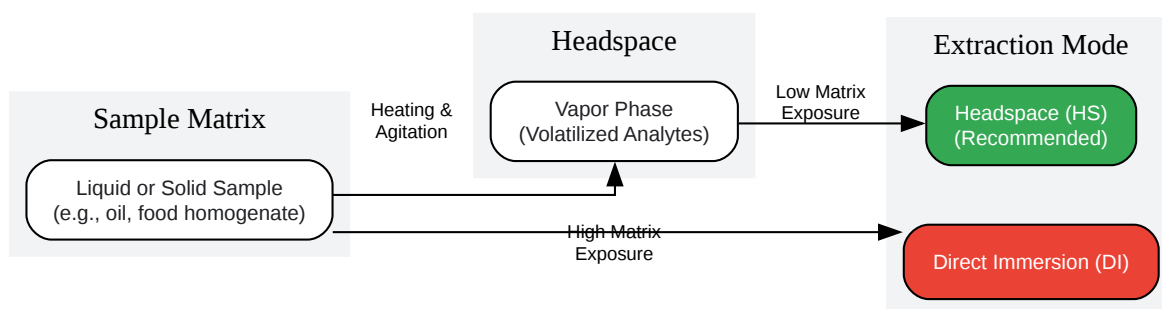 Sample Matrix
Liquid or Solid Sample
(e.g., oil, food homogenate)
Heating &
Agitation
Headspace
Vapor Phase
(Volatilized Analytes)
Low Matrix
Exposure
High Matrix
Exposure
Extraction Mode
Headspace (HS)
(Recommended)
Direct Immersion (DI)